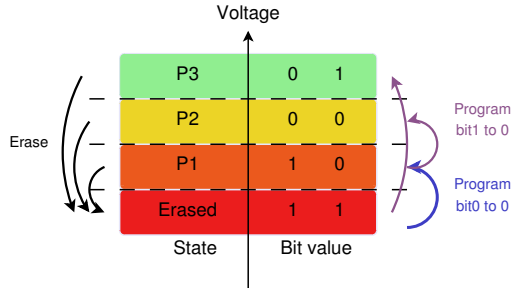 Voltage
P3 0 1
P2 0 0
P1 1 0
Erased 1 1
State Bit value
Erase
Program
bit1 to 0
Program
bit0 to 0